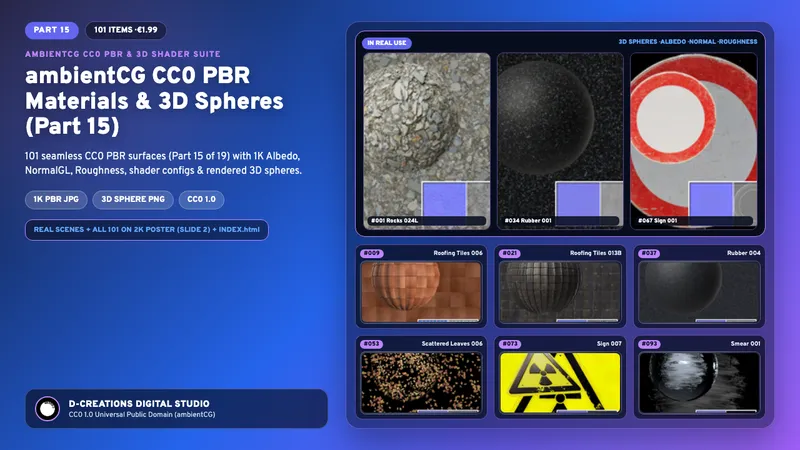 PART 15
101 ITEMS ·€1.99
AMBIENTCG CC0 PBR & 3D SHADER SUITE
ambientCG CC0 PBR
Materials & 3D Spheres
(Part 15)
101 seamless CC0 PBR surfaces (Part 15 of 19) with 1K Albedo,
NormalGL, Roughness, shader configs & rendered 3D spheres.
1K PBR JPG
3D SPHERE PNG
CC0 1.0
REAL SCENES + ALL 101 ON 2K POSTER (SLIDE 2) + INDEX.html
D-CREATIONS DIGITAL STUDIO
CC0 1.0 Universal Public Domain (ambientCG)
IN REAL USE
3D SPHERES ·ALBEDO ·NORMAL ·ROUGHNESS
#001 Rocks 024L
#034 Rubber 001
#067 Sign 001
#009
Roofing Tiles 006
#021
Roofing Tiles 013B
#037
Rubber 004
#053
Scattered Leaves 006
#073
Sign 007
#093
Smear 001